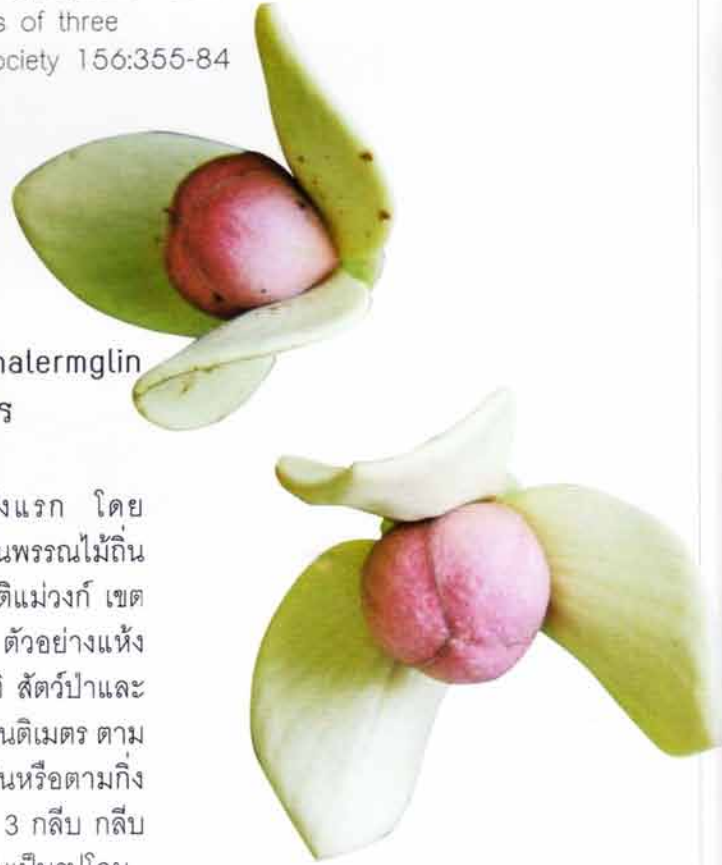 s of three
ociety 156:355-84
halermglin
ร
งแรก โดย
นพรรณไม้ถิ่น
ติแม่วงก์ เขต
ตัวอย่างแห้ง
สัตว์ป่าและ
นติเมตร ตาม
นหรือตามกิ่ง
3 กลีบ กลีบ